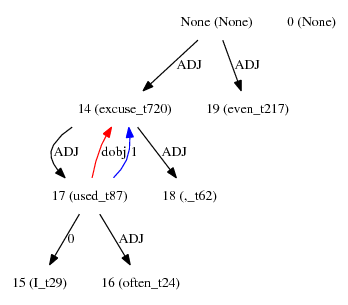 None (None) 0 (None)
ADJ ADJ
14 (excuse_t720) 19 (even_t217)
ADJ dobj 1 ADJ
17 (used_t87) 18 (,_t62)
0 ADJ
15 (I_t29) 16 (often_t24)